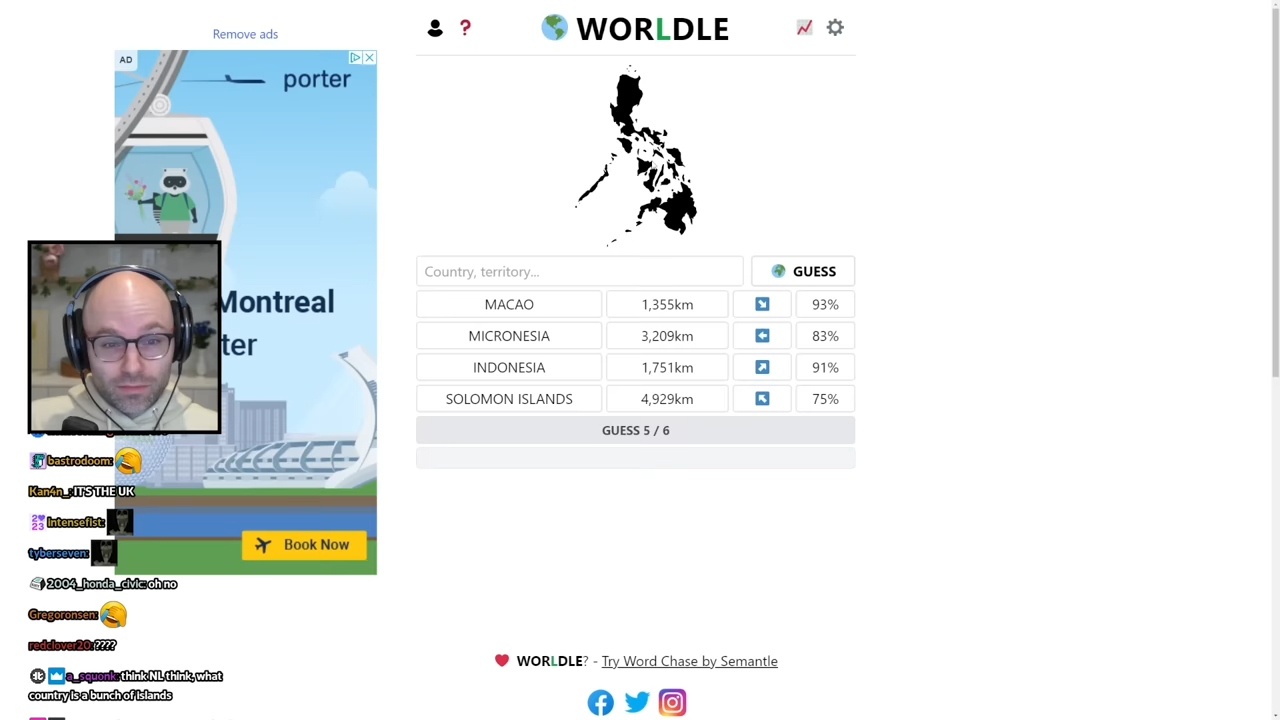 Remove ads
AD
porter
Montreal
ter
Book Now
WORLDLE
Country, territory...
GUESS
MACAO 1,355km 93%
MICRONESIA 3,209km 83%
INDONESIA 1,751km 91%
SOLOMON ISLANDS 4,929km 75%
GUESS 5 / 6
WORLDLE? - Try Word Chase by Semantle
bastrodoom:
Kan4n_: IT'S THE UK
Intensefist:
tyberseven:
2004_honda_civic: oh no
Gregoronsen:
redclover20: ????
a_squonk: think NL think, what
country is a bunch of islands